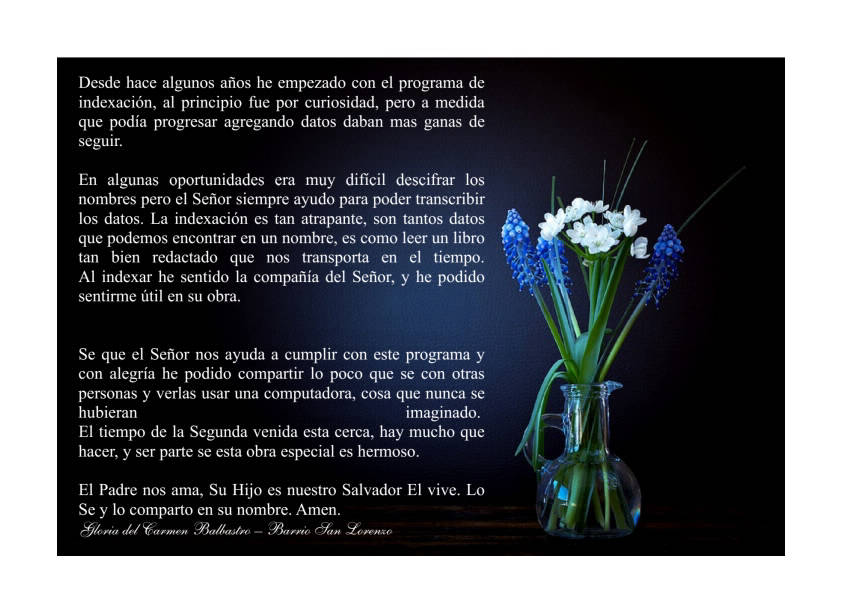 Desde hace algunos años he empezado con el programa de
indexación, al principio fue por curiosidad, pero a medida
que podía progresar agregando datos daban mas ganas de
seguir.
En algunas oportunidades era muy difícil descifrar los
nombres pero el Señor siempre ayudo para poder transcribir
los datos. La indexación es tan atrapante, son tantos datos
que podemos encontrar en un nombre, es como leer un libro
tan bien redactado que nos transporta en el tiempo.
Al indexar he sentido la compañía del Señor, y he podido
sentirme útil en su obra.
Se que el Señor nos ayuda a cumplir con este programa y
con alegría he podido compartir lo poco que se con otras
personas y verlas usar una computadora, cosa que nunca se
hubieran imaginado.
El tiempo de la Segunda venida esta cerca, hay mucho que
hacer, y ser parte se esta obra especial es hermoso.
El Padre nos ama, Su Hijo es nuestro Salvador El vive. Lo
Se y lo comparto en su nombre. Amen.
Gloria del Carmen Balbastro – Barrio San Lorenzo